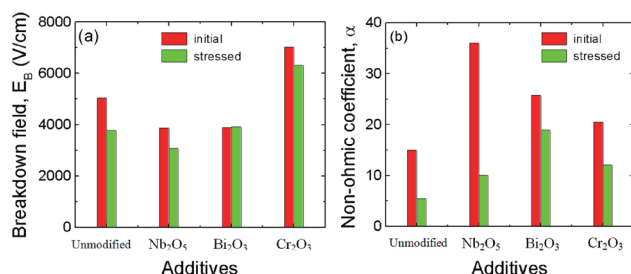 (a)
initial
stressed
Breakdown field, E_B (V/cm)
8000
6000
4000
2000
0
Unmodified Nb₂O₅ Bi₂O₃ Cr₂O₃
Additives
(b)
initial
stressed
Non-ohmic coefficient, α
40
30
20
10
0
Unmodified Nb₂O₅ Bi₂O₃ Cr₂O₃
Additives